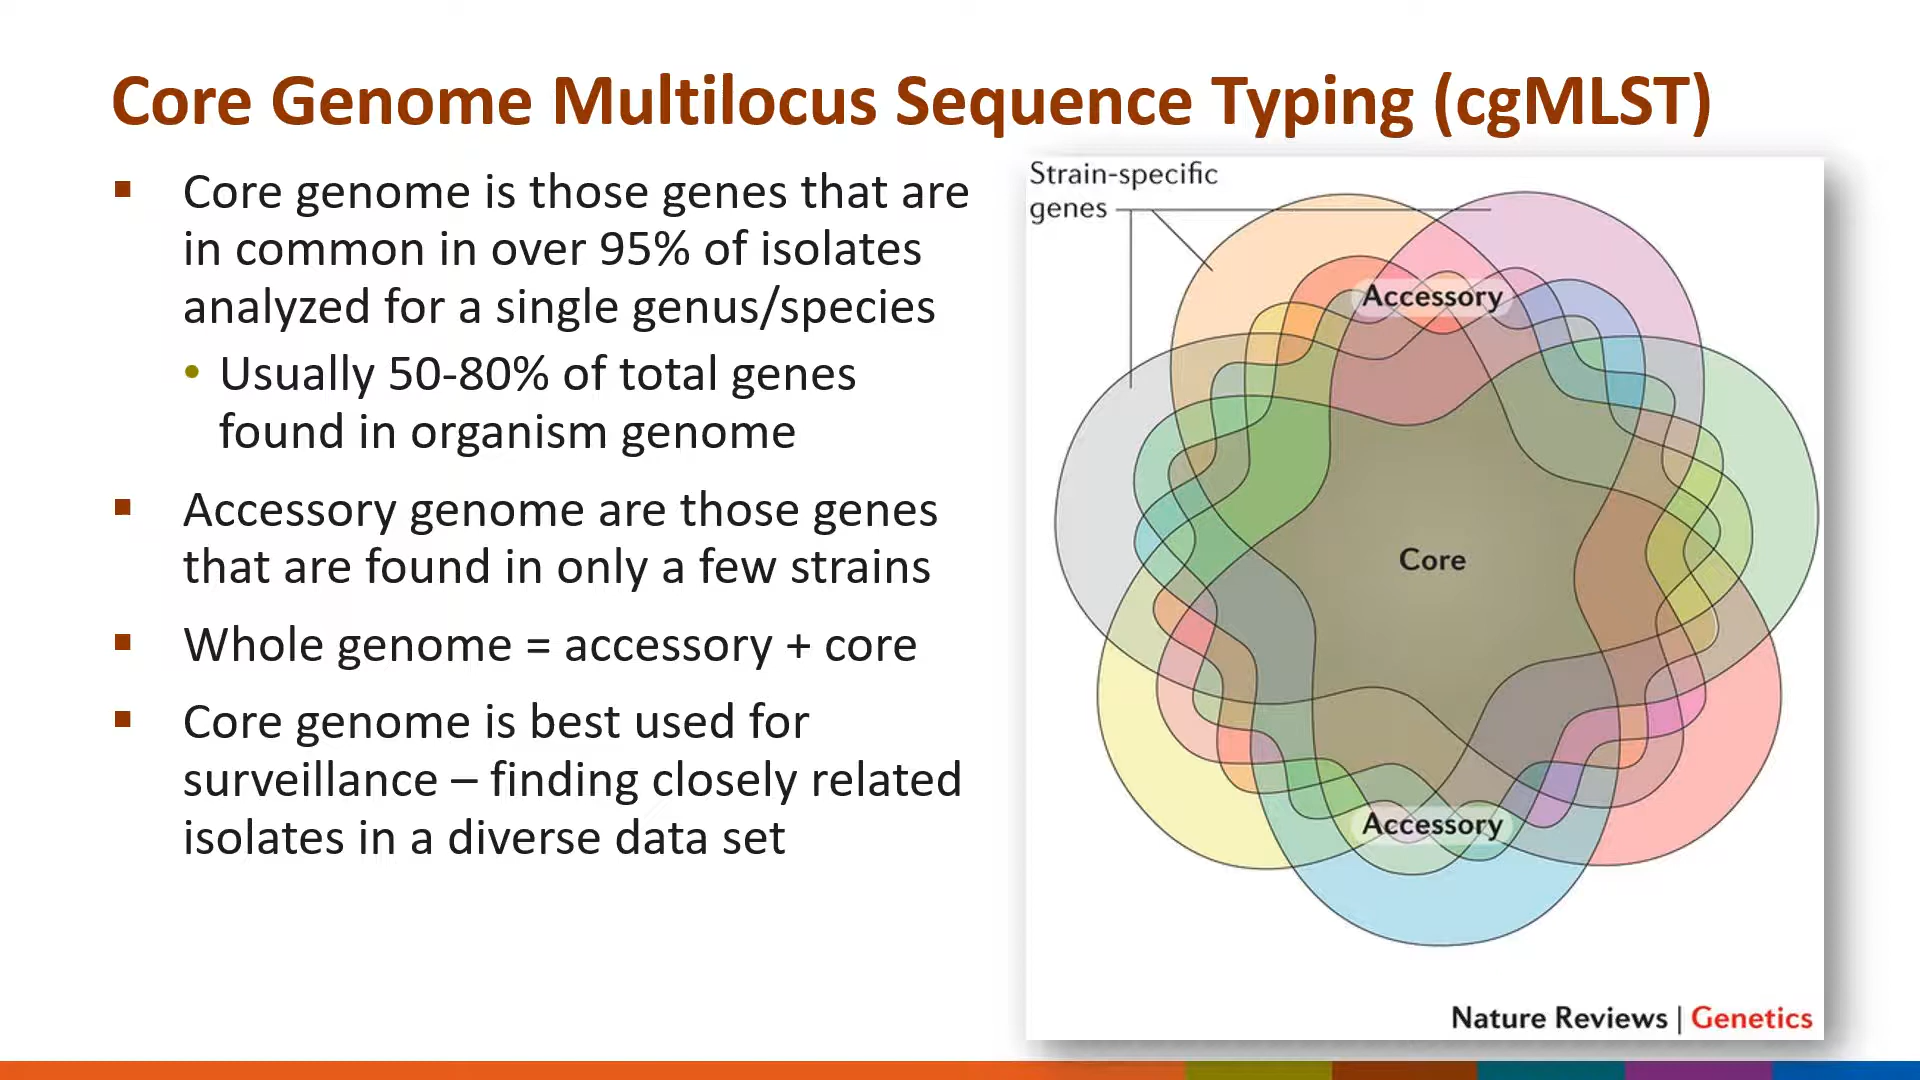 Core Genome Multilocus Sequence Typing (cgMLST)
▪ Core genome is those genes that are
in common in over 95% of isolates
analyzed for a single genus/species
• Usually 50-80% of total genes
found in organism genome
▪ Accessory genome are those genes
that are found in only a few strains
▪ Whole genome = accessory + core
▪ Core genome is best used for
surveillance – finding closely related
isolates in a diverse data set
Strain-specific
genes
Accessory
Core
Accessory
Nature Reviews | Genetics